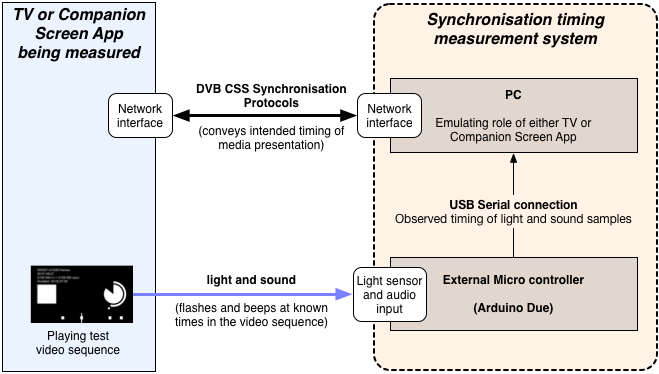 TV or Companion
Screen App
being measured
Synchronisation timing
measurement system
DVB CSS Synchronisation
Protocols
(conveys intended timing of
media presentation)
Network
interface
Network
interface
PC
Emulating role of either TV or
Companion Screen App
USB Serial connection
Observed timing of light and sound samples
light and sound
(flashes and beeps at known
times in the video sequence)
Light sensor
and audio
input
External Micro controller
(Arduino Due)
Playing test
video sequence